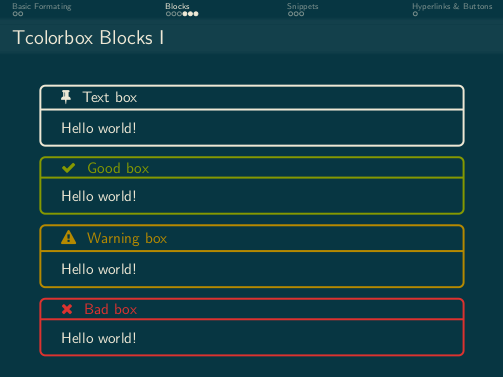 Basic Formating Blocks Snippets Hyperlinks & Buttons
Tcolorbox Blocks I
Text box
Hello world!
Good box
Hello world!
Warning box
Hello world!
Bad box
Hello world!